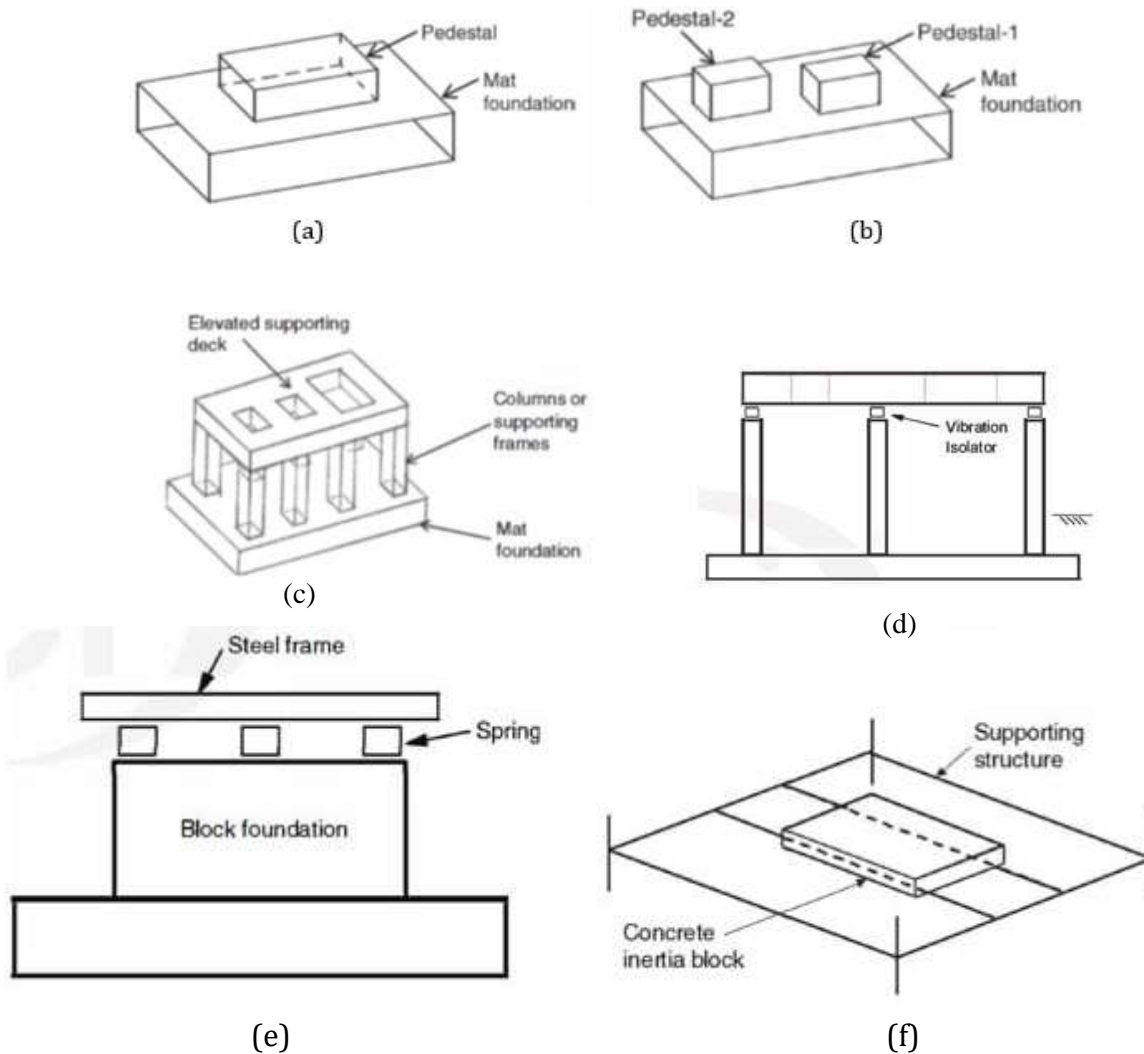 Pedestal
Mat
foundation
(a)
Pedestal-2
Pedestal-1
Mat
foundation
(b)
Elevated supporting
deck
Columns or
supporting
frames
Mat
foundation
(c)
Vibration
Isolator
(d)
Steel frame
Spring
Block foundation
(e)
Supporting
structure
Concrete
inertia block
(f)